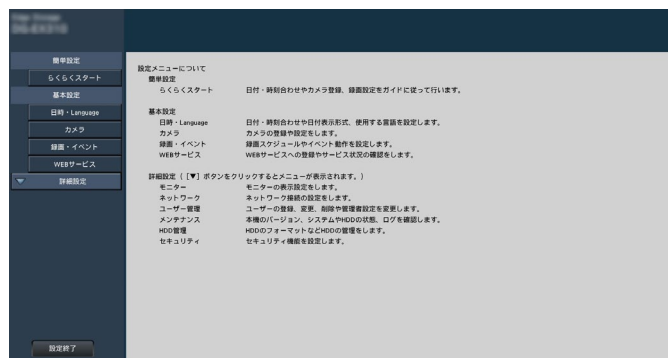 簡単設定
らくらくスタート
基本設定
日時・Language
カメラ
録画・イベント
WEBサービス
▼ 詳細設定
設定終了
設定メニューについて
簡単設定
らくらくスタート 日付・時刻合わせやカメラ登録、録画設定をガイドに従って行います。
基本設定
日時・Language 日付・時刻合わせや日付表示形式、使用する言語を設定します。
カメラ カメラの登録や設定をします。
録画・イベント 録画スケジュールやイベント動作を設定します。
WEBサービス WEBサービスへの登録やサービス状況の確認をします。
詳細設定（［▼］ボタンをクリックするとメニューが表示されます。）
モニター モニターの表示設定をします。
ネットワーク ネットワーク接続の設定をします。
ユーザー管理 ユーザーの登録、変更、削除や管理者設定を変更します。
メンテナンス 本機のバージョン、システムやHDDの状態、ログを確認します。
HDD管理 HDDのフォーマットなどHDDの管理をします。
セキュリティ セキュリティ機能を設定します。